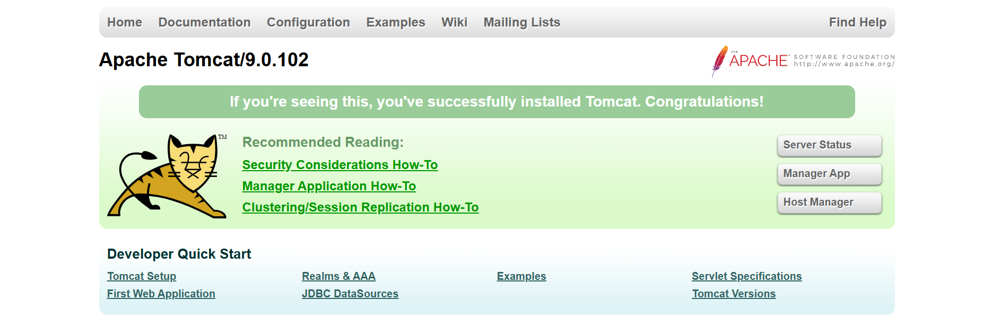 Home Documentation Configuration Examples Wiki Mailing Lists Find Help
Apache Tomcat/9.0.102
THE APACHE® SOFTWARE FOUNDATION
http://www.apache.org/
If you're seeing this, you've successfully installed Tomcat. Congratulations!
TM
Recommended Reading:
Security Considerations How-To
Manager Application How-To
Clustering/Session Replication How-To
Server Status
Manager App
Host Manager
Developer Quick Start
Tomcat Setup Realms & AAA Examples Servlet Specifications
First Web Application JDBC DataSources Tomcat Versions